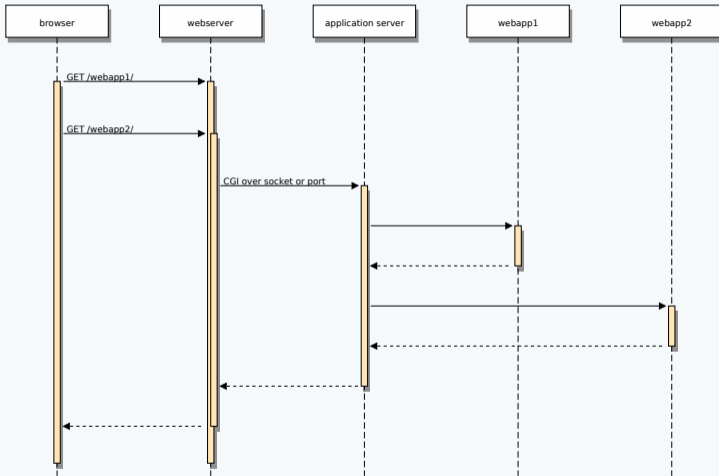 browser
webserver
application server
webapp1
webapp2
GET /webapp1/
GET /webapp2/
CGI over socket or port